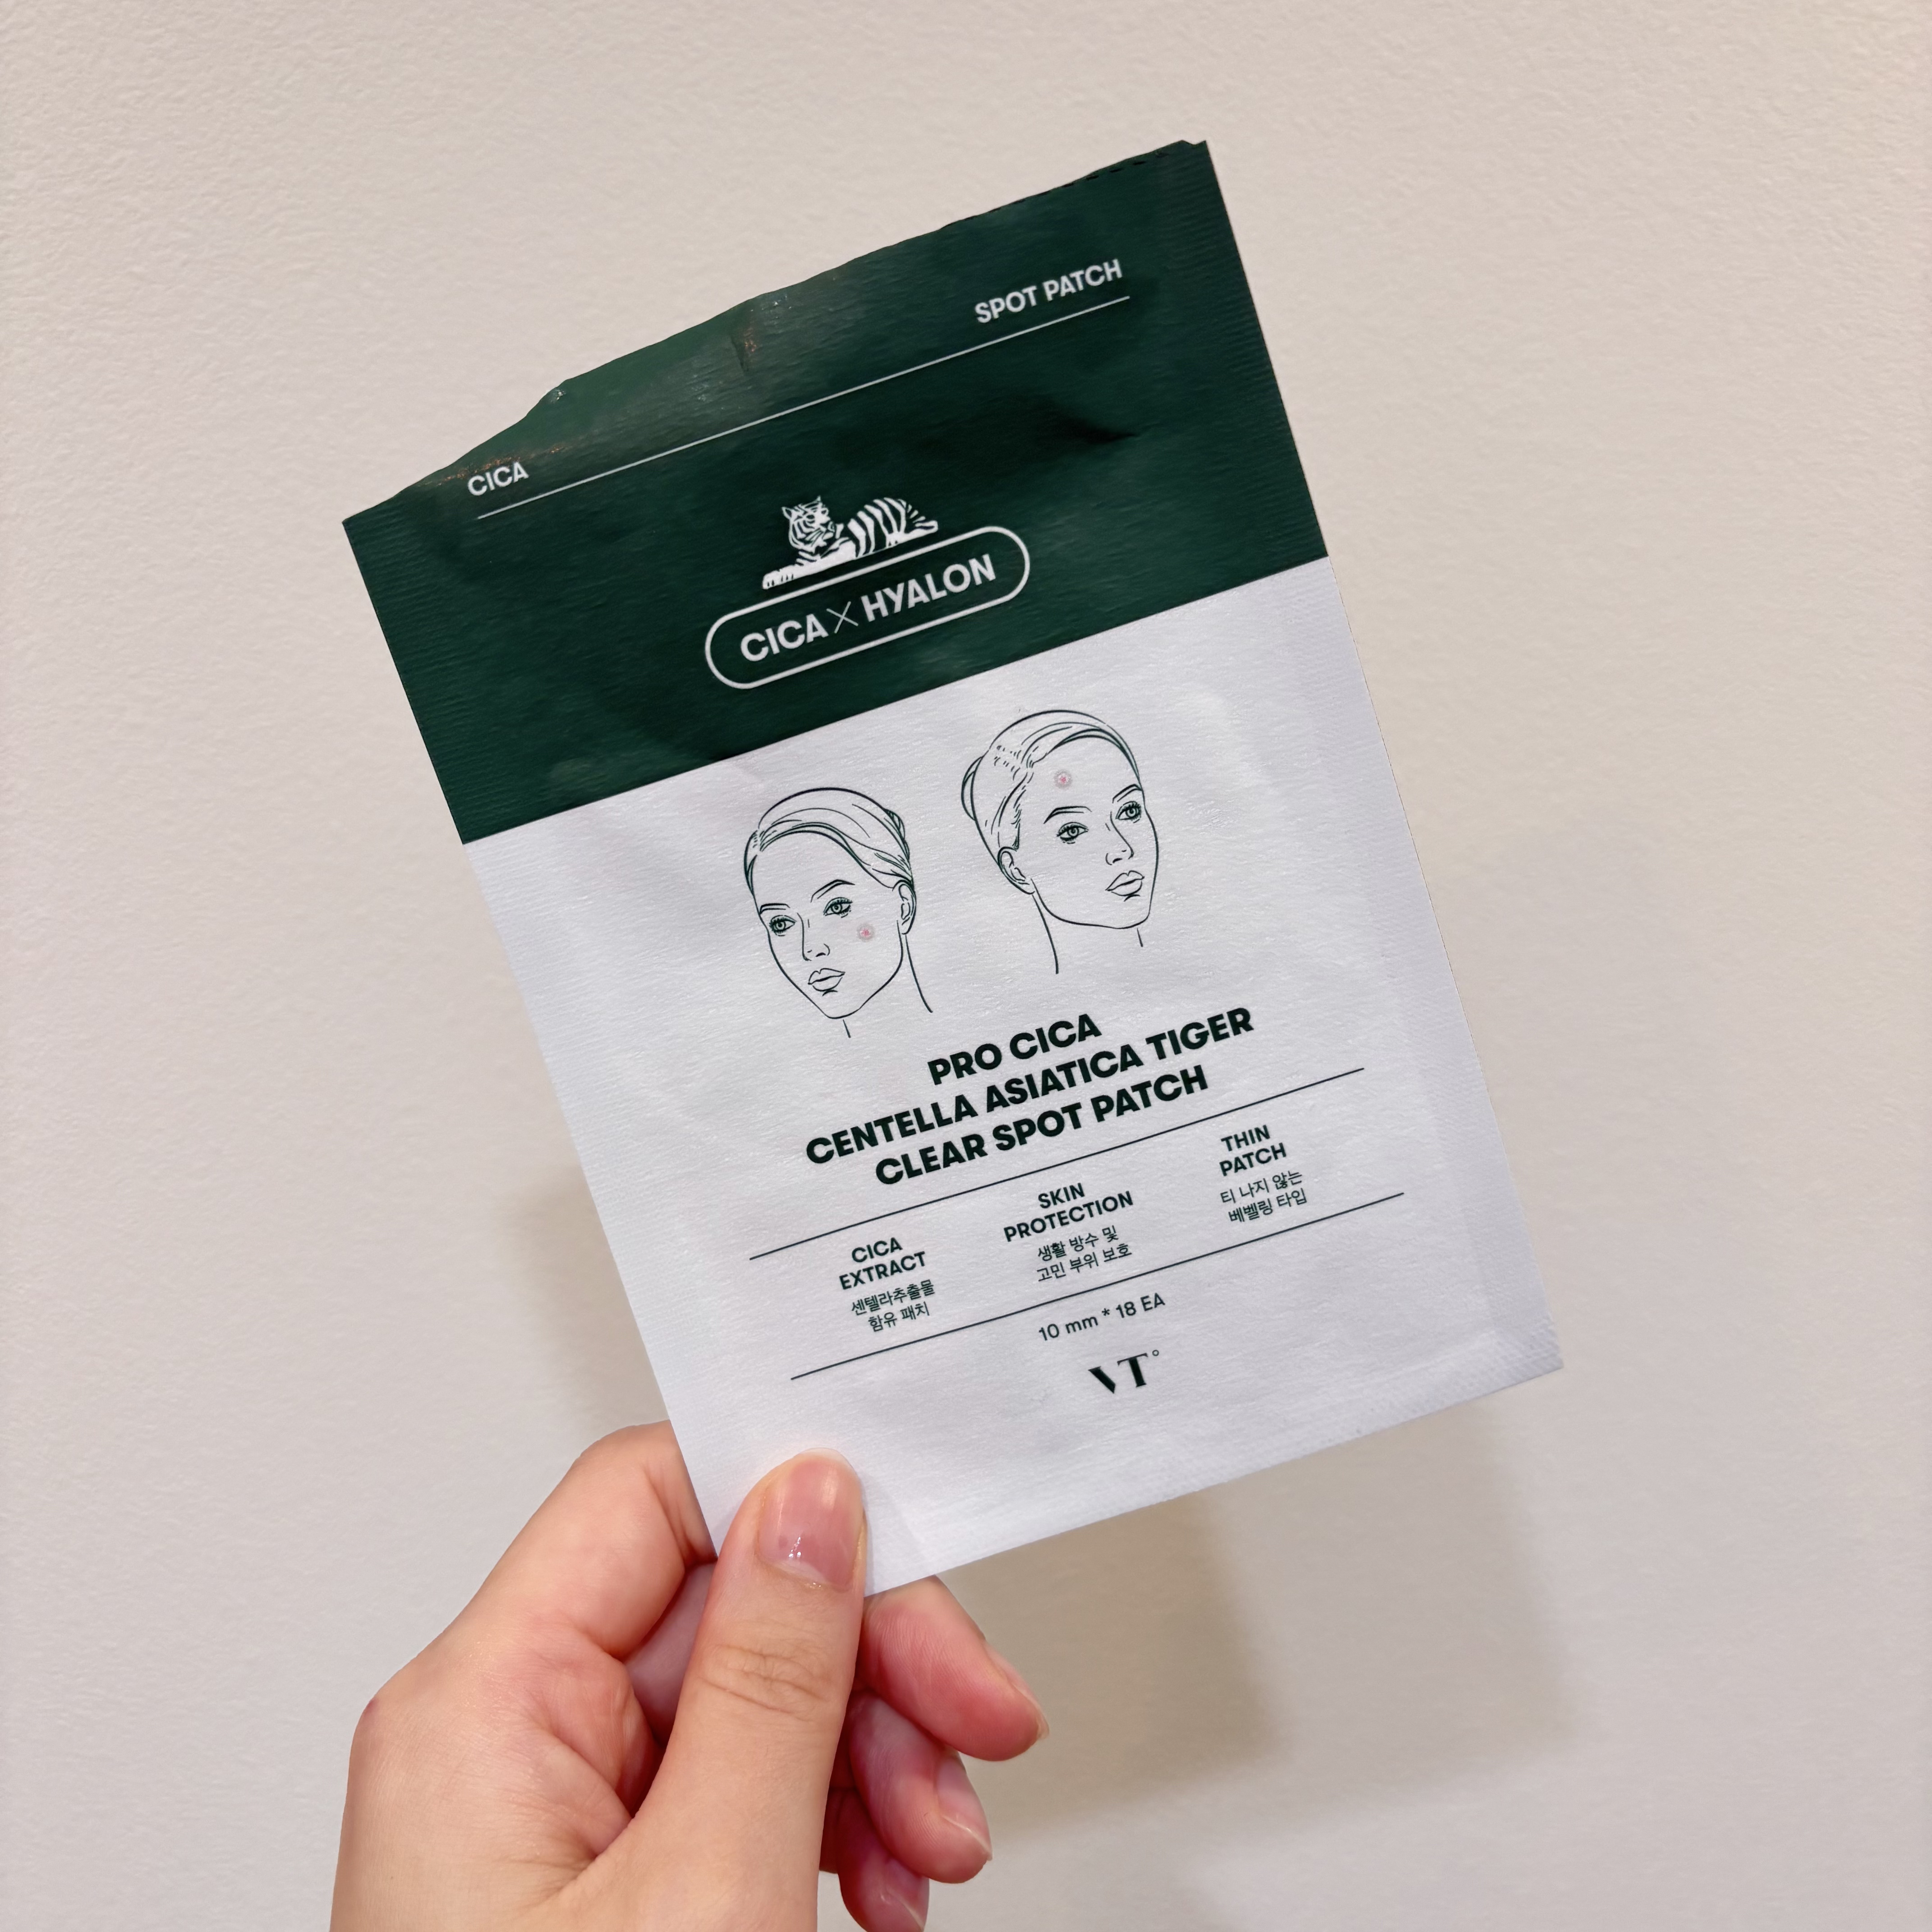 CICA
SPOT PATCH
CICA X HYALON
PRO CICA
CENTELLA ASIATICA TIGER
CLEAR SPOT PATCH
CICA
EXTRACT
센텔라추출물
함유 패치
SKIN
PROTECTION
생활 방수 및
고민 부위 보호
THIN
PATCH
티 나지 않는
베벨링 타입
10 mm * 18 EA
VT